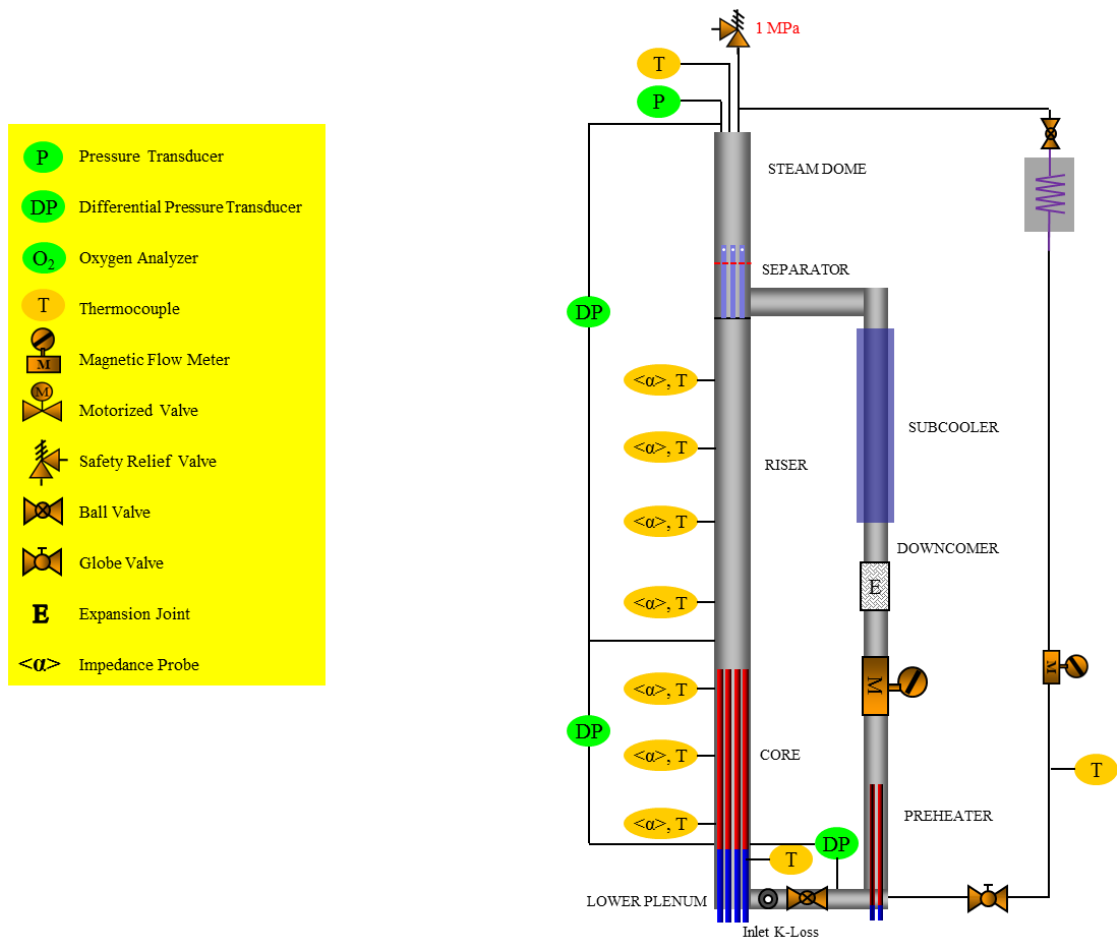 1 MPa
T
P
STEAM DOME
P Pressure Transducer
DP Differential Pressure Transducer
O2 Oxygen Analyzer
T Thermocouple
M Magnetic Flow Meter
M Motorized Valve
Safety Relief Valve
Ball Valve
Globe Valve
E Expansion Joint
<α> Impedance Probe
SEPARATOR
DP
<α>, T
<α>, T
SUBCOOLER
RISER
<α>, T
DOWNCOMER
E
<α>, T
M
M
<α>, T
DP
<α>, T
CORE
T
<α>, T
PREHEATER
DP
T
LOWER PLENUM
Inlet K-Loss